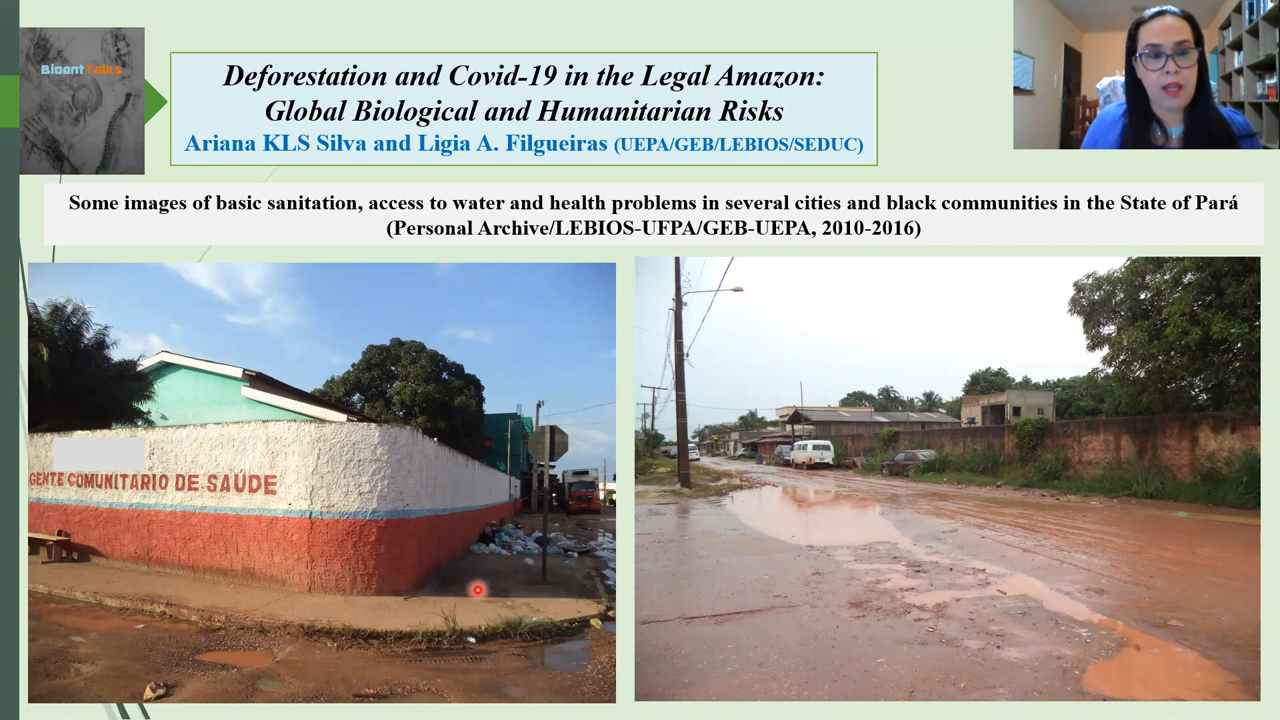 BioantTalks
Deforestation and Covid-19 in the Legal Amazon:
Global Biological and Humanitarian Risks
Ariana KLS Silva and Ligia A. Filgueiras (UEPA/GEB/LEBIOS/SEDUC)
Some images of basic sanitation, access to water and health problems in several cities and black communities in the State of Pará
(Personal Archive/LEBIOS-UFPA/GEB-UEPA, 2010-2016)
GENTE COMUNITARIO DE SAÚDE